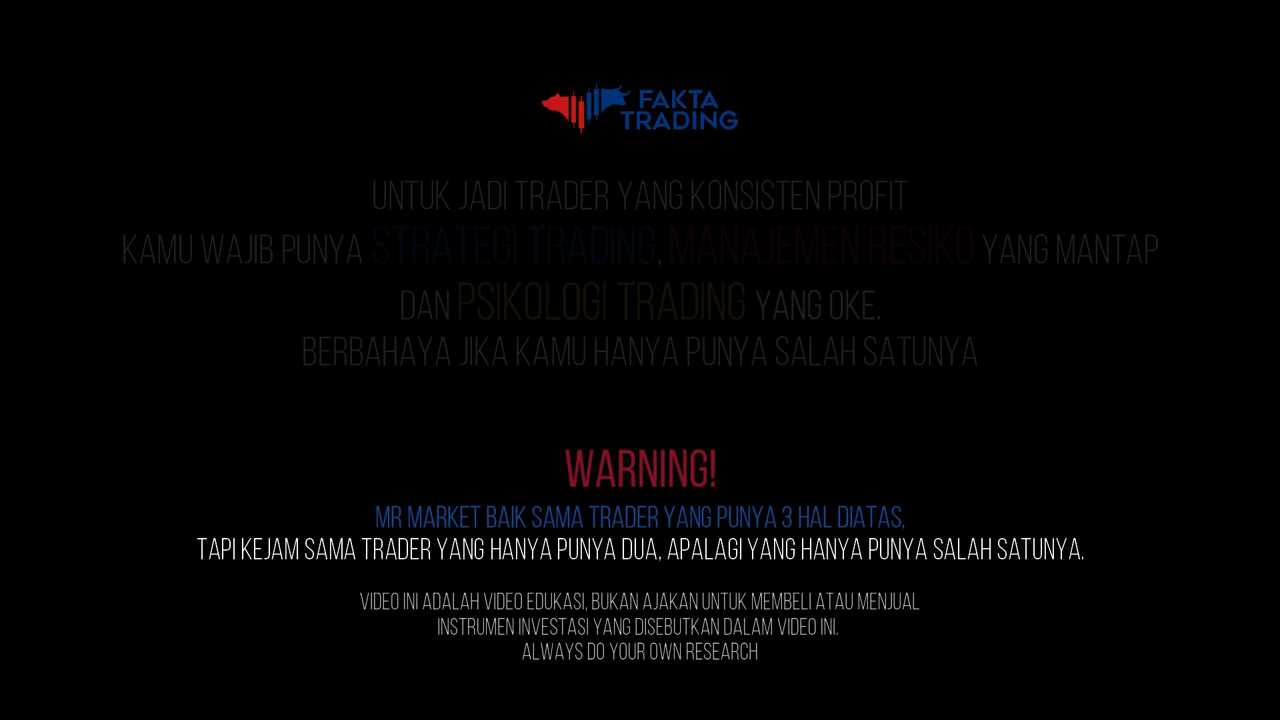 FAKTA
TRADING
UNTUK JADI TRADER YANG KONSISTEN PROFIT
KAMU WAJIB PUNYA STRATEGI TRADING, MANAJEMEN RESIKO YANG MANTAP
DAN PSIKOLOGI TRADING YANG OKE.
BERBAHAYA JIKA KAMU HANYA PUNYA SALAH SATUNYA
WARNING!
MR MARKET BAIK SAMA TRADER YANG PUNYA 3 HAL DIATAS,
TAPI KEJAM SAMA TRADER YANG HANYA PUNYA DUA, APALAGI YANG HANYA PUNYA SALAH SATUNYA.
VIDEO INI ADALAH VIDEO EDUKASI, BUKAN AJAKAN UNTUK MEMBELI ATAU MENJUAL
INSTRUMEN INVESTASI YANG DISEBUTKAN DALAM VIDEO INI.
ALWAYS DO YOUR OWN RESEARCH